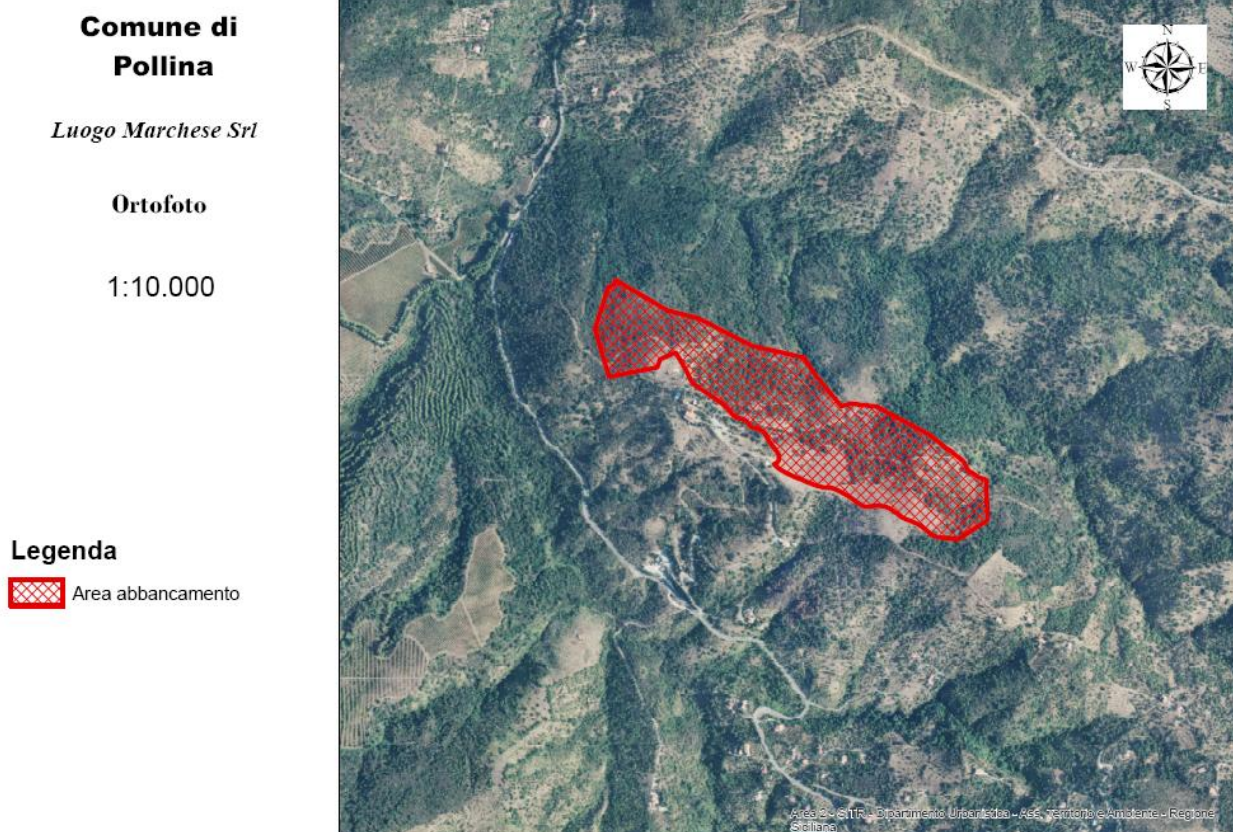 Comune di
Pollina
Luogo Marchese Srl
Ortofoto
1:10.000
Legenda
Area abbancamento
N
W E
S
Area 2 - S.I.T.R. - Dipartimento Urbanistica - Ass. Territorio e Ambiente - Regione
Siciliana